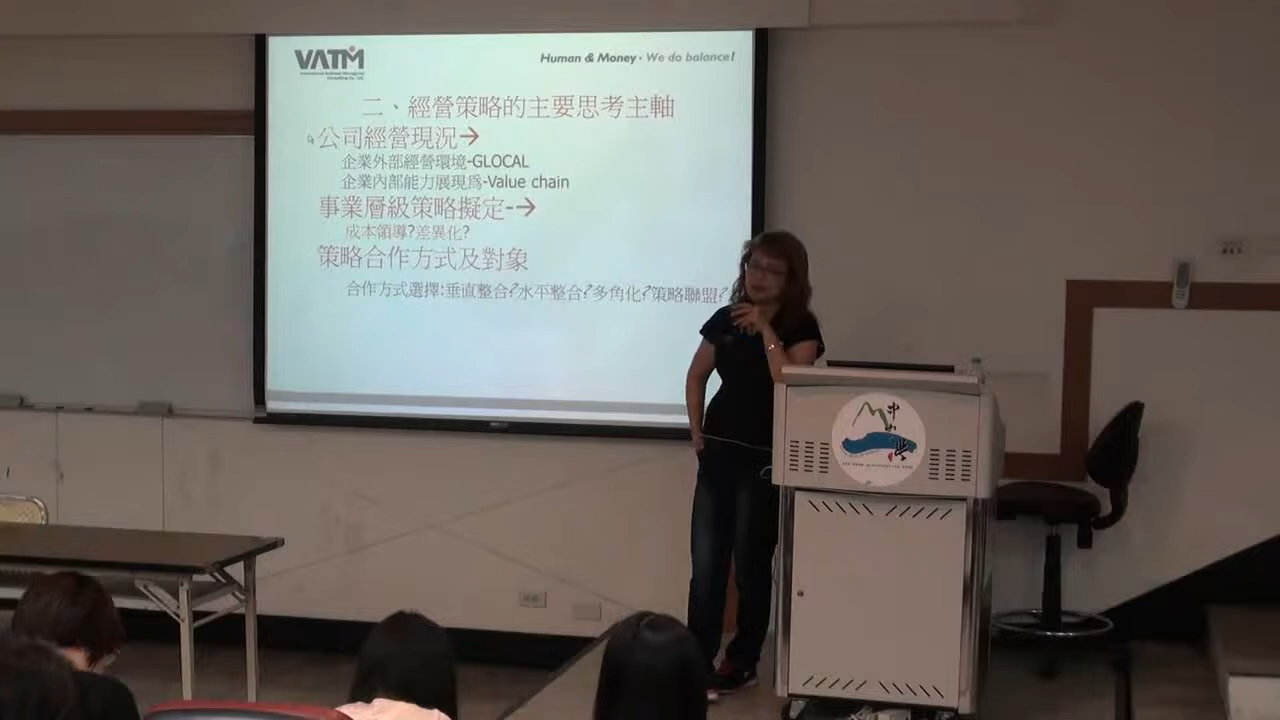 VATM
Human & Money · We do balance!
二、經營策略的主要思考主軸
公司經營現況→
企業外部經營環境-GLOCAL
企業內部能力展現為-Value chain
事業層級策略擬定-→
成本領導?差異化?
策略合作方式及對象
合作方式選擇:垂直整合?水平整合?多角化?策略聯盟?